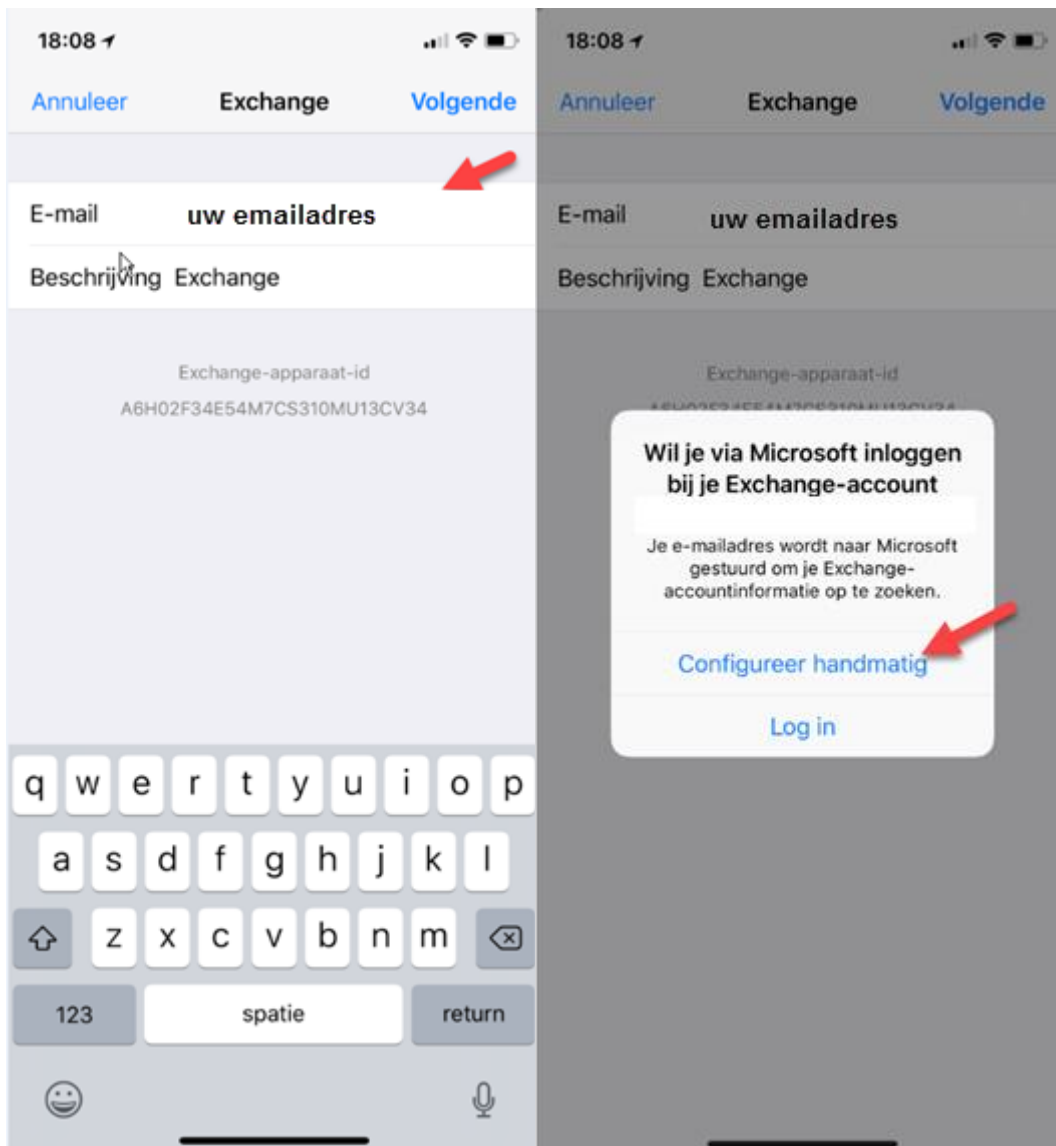 18:08
Annuleer Exchange Volgende
E-mail uw emailadres
Beschrijving Exchange
Exchange-apparaat-id
A6H02F34E54M7CS310MU13CV34
q w e r t y u i o p
a s d f g h j k l
z x c v b n m
123 spatie return
18:08
Annuleer Exchange Volgende
E-mail uw emailadres
Beschrijving Exchange
Exchange-apparaat-id
Wil je via Microsoft inloggen
bij je Exchange-account
Je e-mailadres wordt naar Microsoft
gestuurd om je Exchange-
accountinformatie op te zoeken.
Configureer handmatig
Log in